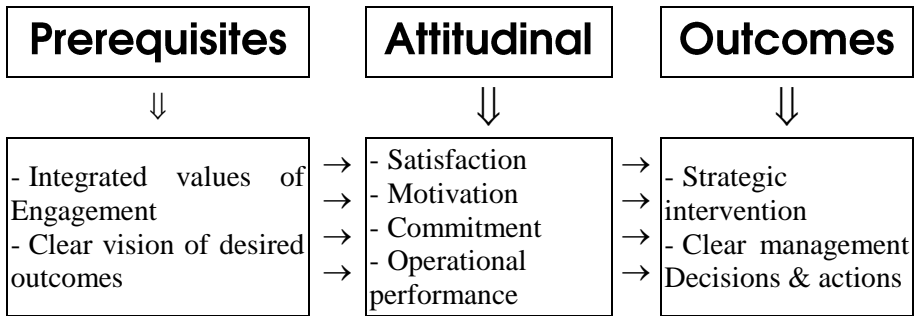 Prerequisites
Attitudinal
Outcomes
⇓
⇓
⇓
- Integrated values of
Engagement
- Clear vision of desired
outcomes
→
→
→
→
- Satisfaction
- Motivation
- Commitment
- Operational
performance
→
→
→
→
- Strategic
intervention
- Clear management
Decisions & actions